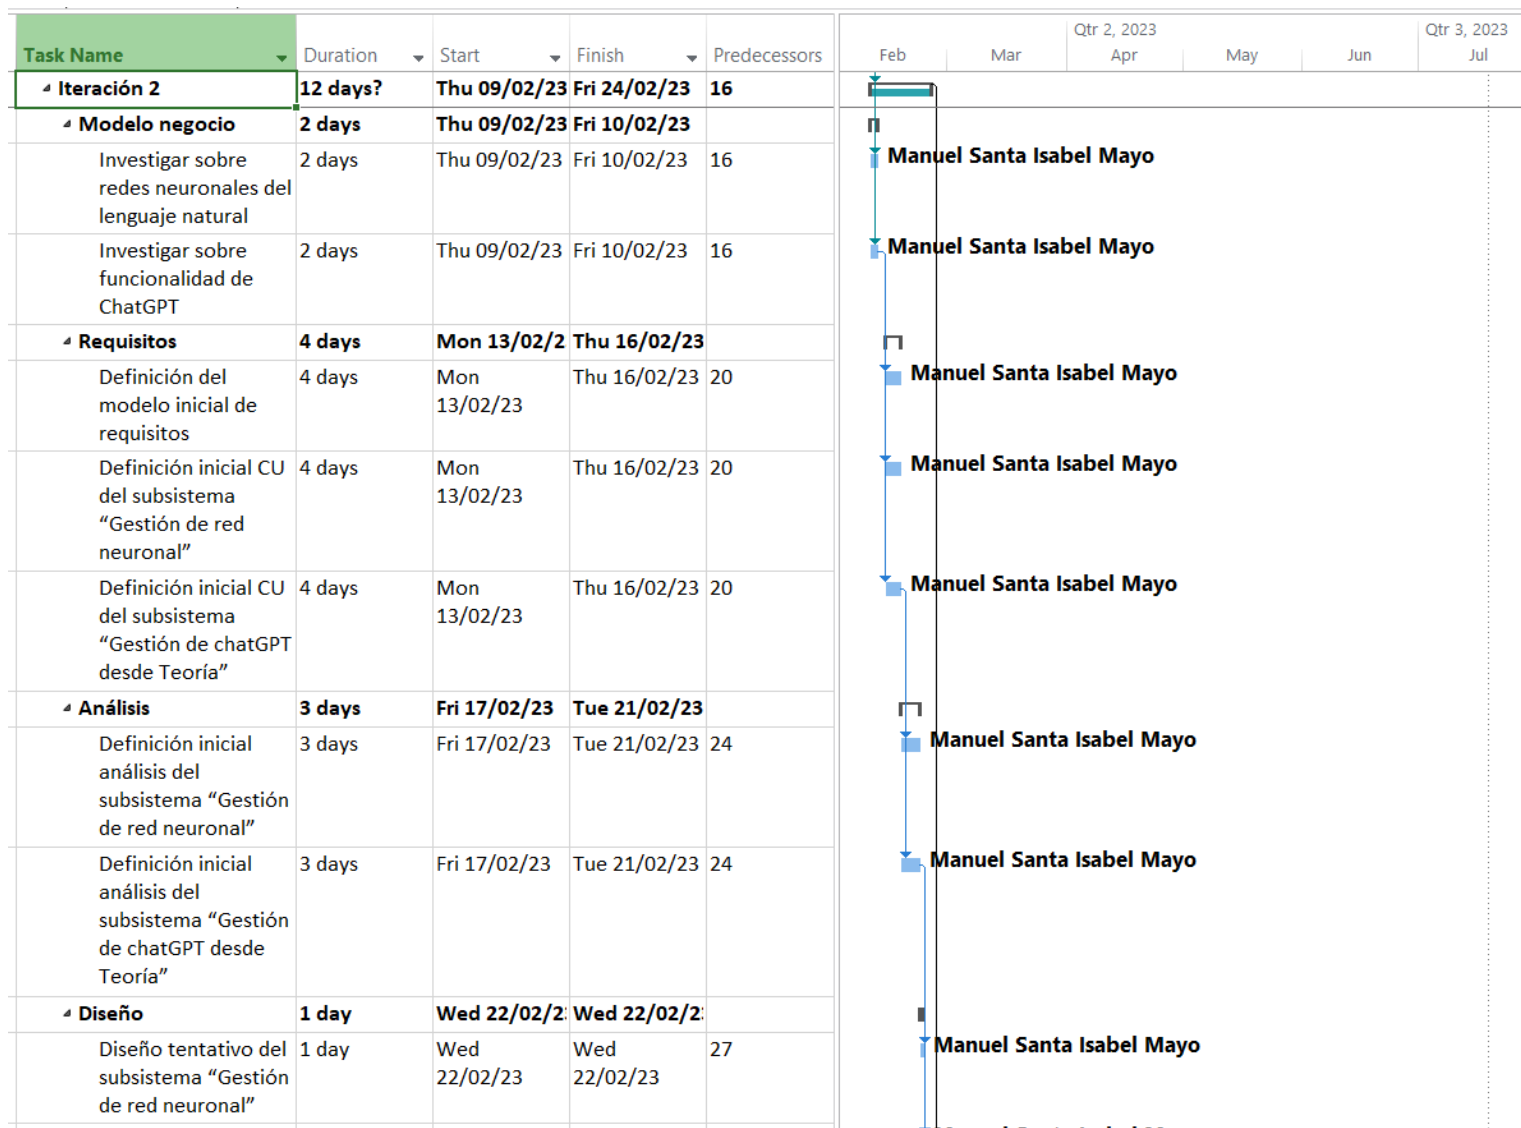 Qtr 2, 2023 Qtr 3, 2023
Task Name Duration Start Finish Predecessors Feb Mar Apr May Jun Jul
Iteración 2 12 days? Thu 09/02/23 Fri 24/02/23 16
Modelo negocio 2 days Thu 09/02/23 Fri 10/02/23
Investigar sobre 2 days Thu 09/02/23 Fri 10/02/23 16 Manuel Santa Isabel Mayo
redes neuronales del
lenguaje natural
Investigar sobre 2 days Thu 09/02/23 Fri 10/02/23 16 Manuel Santa Isabel Mayo
funcionalidad de
ChatGPT
Requisitos 4 days Mon 13/02/2 Thu 16/02/23
Definición del 4 days Mon Thu 16/02/23 20 Manuel Santa Isabel Mayo
modelo inicial de 13/02/23
requisitos
Definición inicial CU 4 days Mon Thu 16/02/23 20 Manuel Santa Isabel Mayo
del subsistema 13/02/23
“Gestión de red
neuronal”
Definición inicial CU 4 days Mon Thu 16/02/23 20 Manuel Santa Isabel Mayo
del subsistema 13/02/23
“Gestión de chatGPT
desde Teoría”
Análisis 3 days Fri 17/02/23 Tue 21/02/23
Definición inicial 3 days Fri 17/02/23 Tue 21/02/23 24 Manuel Santa Isabel Mayo
análisis del
subsistema “Gestión
de red neuronal”
Definición inicial 3 days Fri 17/02/23 Tue 21/02/23 24 Manuel Santa Isabel Mayo
análisis del
subsistema “Gestión
de chatGPT desde
Teoría”
Diseño 1 day Wed 22/02/2 Wed 22/02/2
Diseño tentativo del 1 day Wed Wed 27 Manuel Santa Isabel Mayo
subsistema “Gestión 22/02/23 22/02/23
de red neuronal”